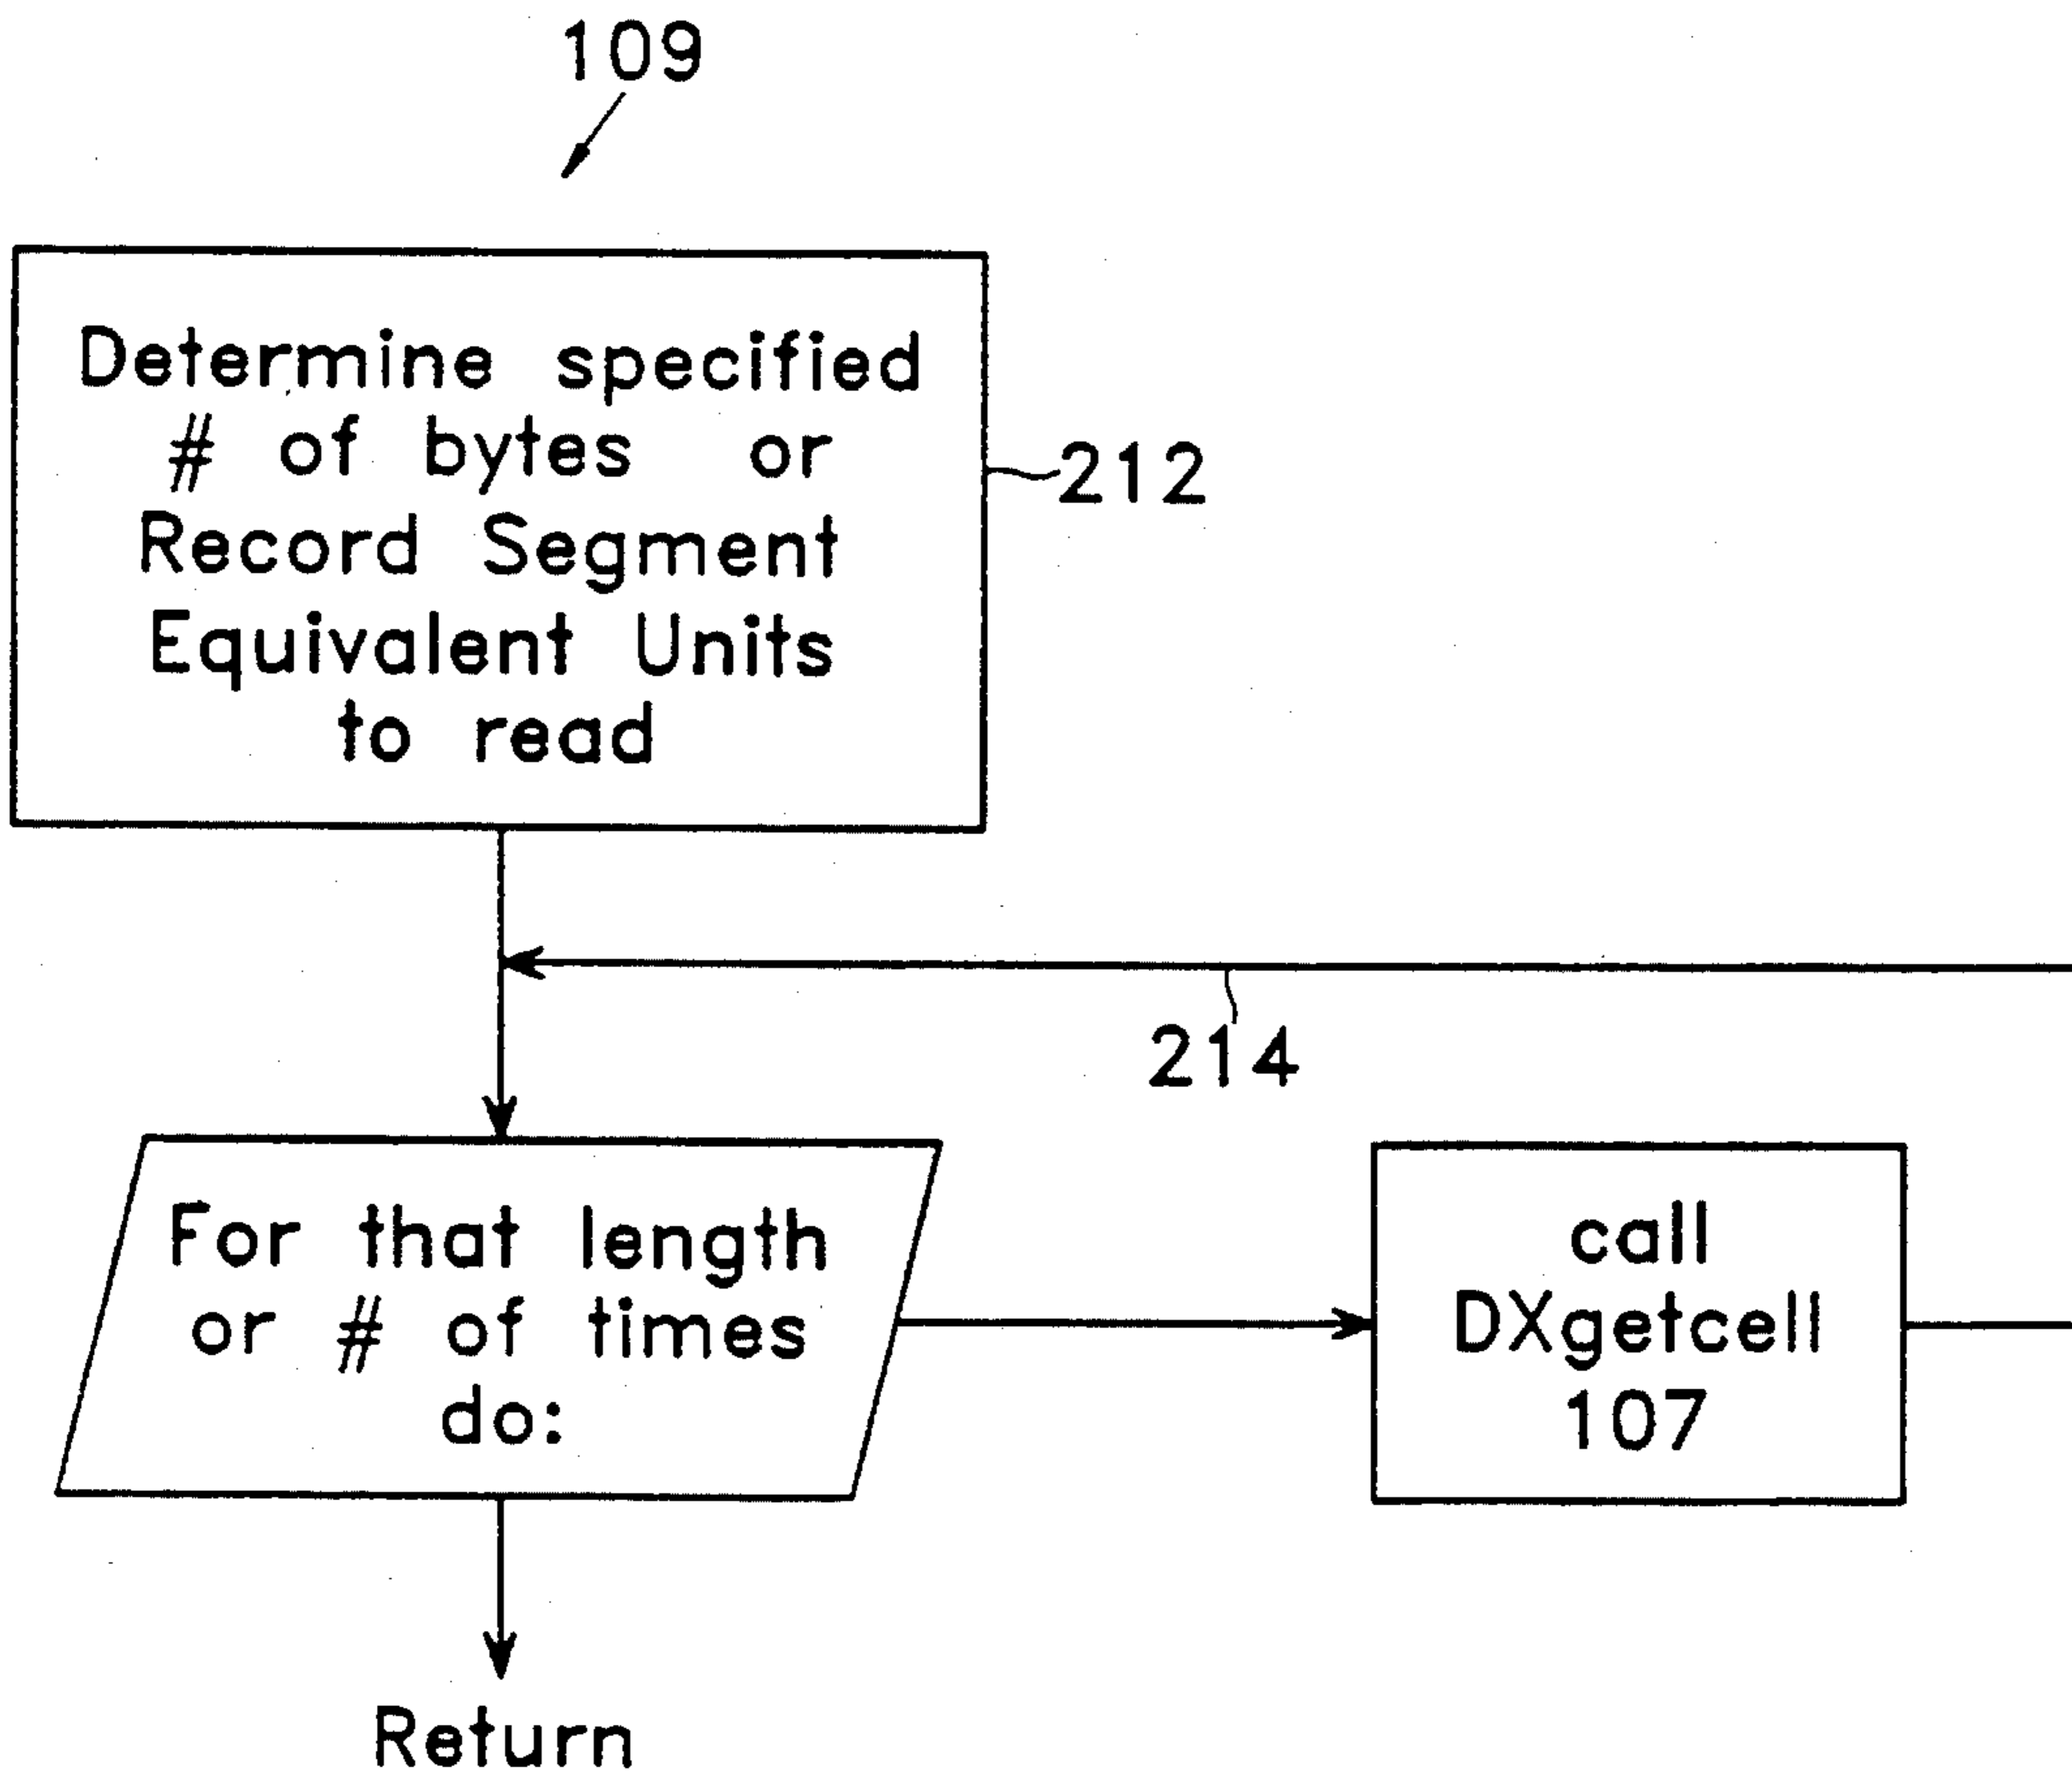 109
Determine specified
# of bytes or
Record Segment
Equivalent Units
to read
212
214
For that length
or # of times
do:
call
DXgetcell
107
Return